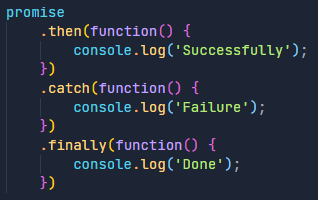 promise
    .then(function() {
        console.log('Successfully');
    })
    .catch(function() {
        console.log('Failure');
    })
    .finally(function() {
        console.log('Done');
    })